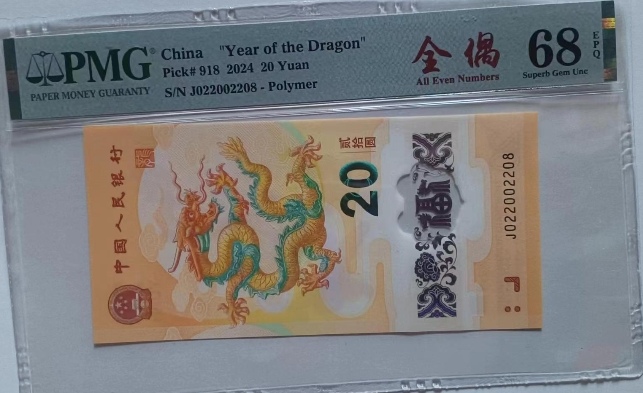 PMG
PAPER MONEY GUARANTY
China "Year of the Dragon"
Pick# 918 2024 20 Yuan
S/N J022002208 - Polymer
全偶
All Even Numbers
68
EPQ
Superb Gem Unc
中国人民银行
贰拾圆
20
福
J022002208